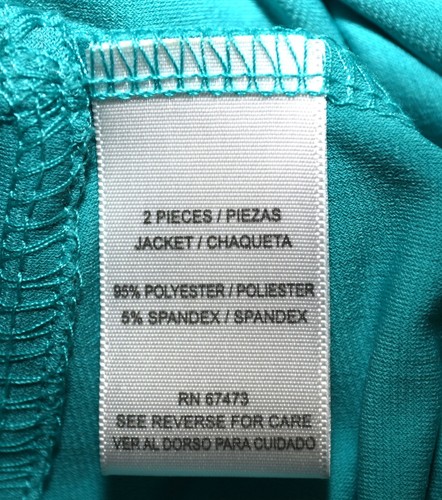 2 PIECES / PIEZAS
JACKET / CHAQUETA
95% POLYESTER / POLIESTER
5% SPANDEX / SPANDEX
RN 67473
SEE REVERSE FOR CARE
VER AL DORSO PARA CUIDADO